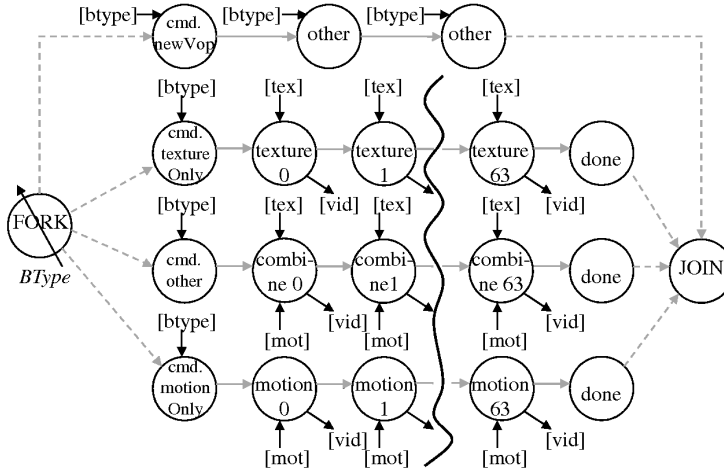 [btype] [btype] [btype]
cmd. newVop
other
other
[btype] [tex] [tex] [tex]
cmd. texture Only
texture 0
texture 1
texture 63
done
[vid] [vid]
FORK
BType
[btype] [tex] [tex] [tex]
cmd. other
combi-ne 0
combi-ne1
combi-ne 63
done
JOIN
[vid] [vid]
[mot] [mot] [mot]
[btype]
cmd. motion Only
motion 0
motion 1
motion 63
done
[vid] [vid]
[mot] [mot] [mot]